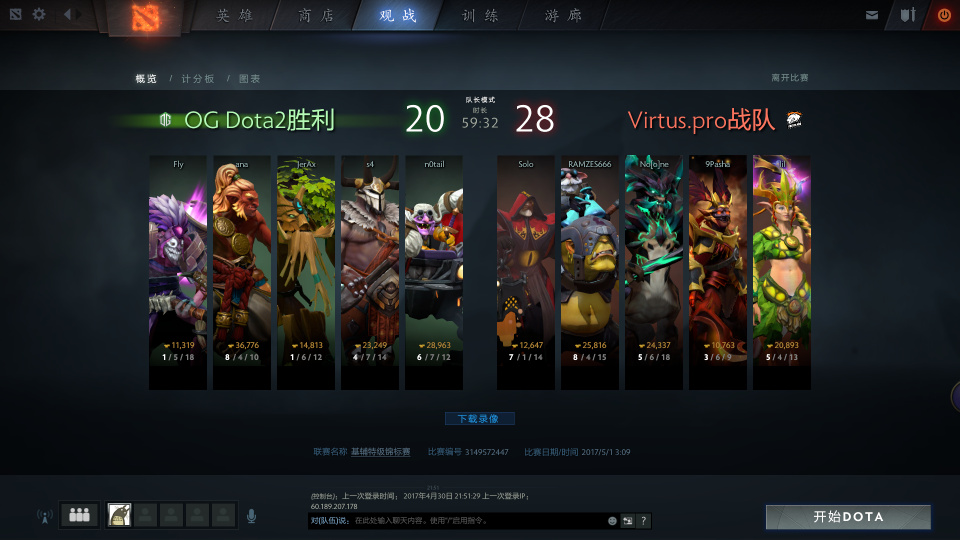 英雄 商店 观战 训练 游廊
概览 / 计分板 / 图表 离开比赛
OG Dota2胜利 20 队长模式 28 Virtus.pro战队
时长
59:32
Fly ana JerAx s4 n0tail Solo RAMZES666 No[o]ne 9Pasha lil
11,319 36,776 14,813 23,249 28,963 12,647 25,816 24,337 10,763 20,893
1 / 5 / 18 8 / 4 / 10 1 / 6 / 12 4 / 7 / 14 6 / 7 / 12 7 / 1 / 14 8 / 4 / 15 5 / 6 / 18 3 / 6 / 9 5 / 4 / 13
下载录像
联赛名称 基辅特级锦标赛 比赛编号 3149572447 比赛日期/时间 2017/5/1 3:09
21:51
(控制台): 上一次登录时间: 2017年4月30日 21:51:29 上一次登录IP:
60.189.207.178
对(队伍)说: 在此处输入聊天内容。使用"/"启用指令。 ?
开始DOTA